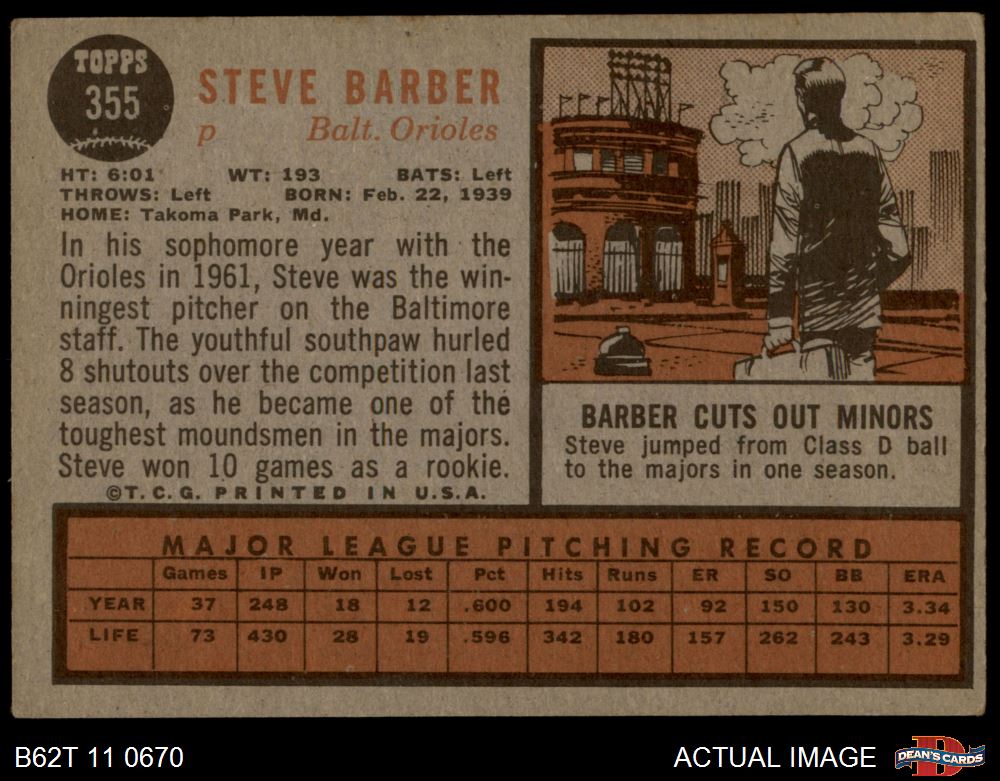 TOPPS
355
STEVE BARBER
p Balt. Orioles
HT: 6:01 WT: 193 BATS: Left
THROWS: Left BORN: Feb. 22, 1939
HOME: Takoma Park, Md.
In his sophomore year with the
Orioles in 1961, Steve was the win-
ningest pitcher on the Baltimore
staff. The youthful southpaw hurled
8 shutouts over the competition last
season, as he became one of the
toughest moundsmen in the majors.
Steve won 10 games as a rookie.
©T.C.G. PRINTED IN U.S.A.
BARBER CUTS OUT MINORS
Steve jumped from Class D ball
to the majors in one season.
MAJOR LEAGUE PITCHING RECORD
Games IP Won Lost Pct Hits Runs ER SO BB ERA
YEAR 37 248 18 12 .600 194 102 92 150 130 3.34
LIFE 73 430 28 19 .596 342 180 157 262 243 3.29
B62T 11 0670
ACTUAL IMAGE
D
DEAN'S CARDS